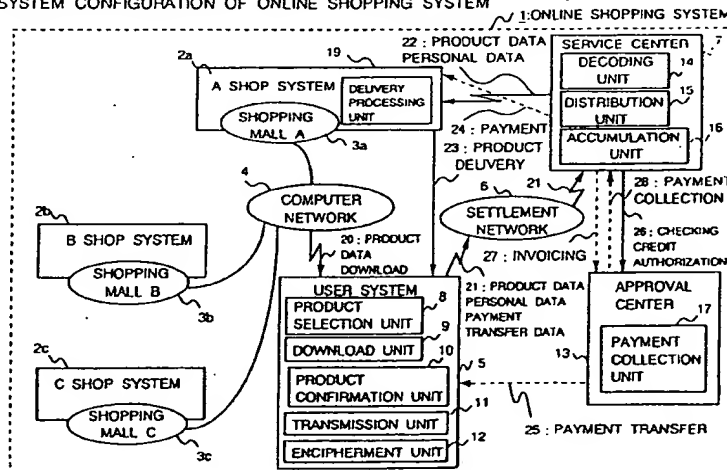 SYSTEM CONFIGURATION OF ONLINE SHOPPING SYSTEM
1:ONLINE SHOPPING SYSTEM
2a
19
A SHOP SYSTEM
DELIVERY
PROCESSING
UNIT
SHOPPING
MALL A
3a
22 : PRODUCT DATA
PERSONAL DATA
24 : PAYMENT
23 : PRODUCT
DELIVERY
7
SERVICE CENTER
DECODING
UNIT
14
DISTRIBUTION
UNIT
15
ACCUMULATION
UNIT
16
4
COMPUTER
NETWORK
6
21
SETTLEMENT
NETWORK
28 : PAYMENT
COLLECTION
26 : CHECKING
CREDIT
AUTHORIZATION
27 : INVOICING
2b
B SHOP SYSTEM
SHOPPING
MALL B
3b
20 : PRODUCT
DATA
DOWNLOAD
21 : PRODUCT DATA
PERSONAL DATA
PAYMENT
TRANSFER DATA
USER SYSTEM
PRODUCT
SELECTION UNIT
8
9
DOWNLOAD UNIT
10
5
PRODUCT
CONFIRMATION UNIT
11
TRANSMISSION UNIT
12
ENCIPHERMENT UNIT
APPROVAL
CENTER
17
13
PAYMENT
COLLECTION
UNIT
25 : PAYMENT TRANSFER
2c
C SHOP SYSTEM
SHOPPING
MALL C
3c